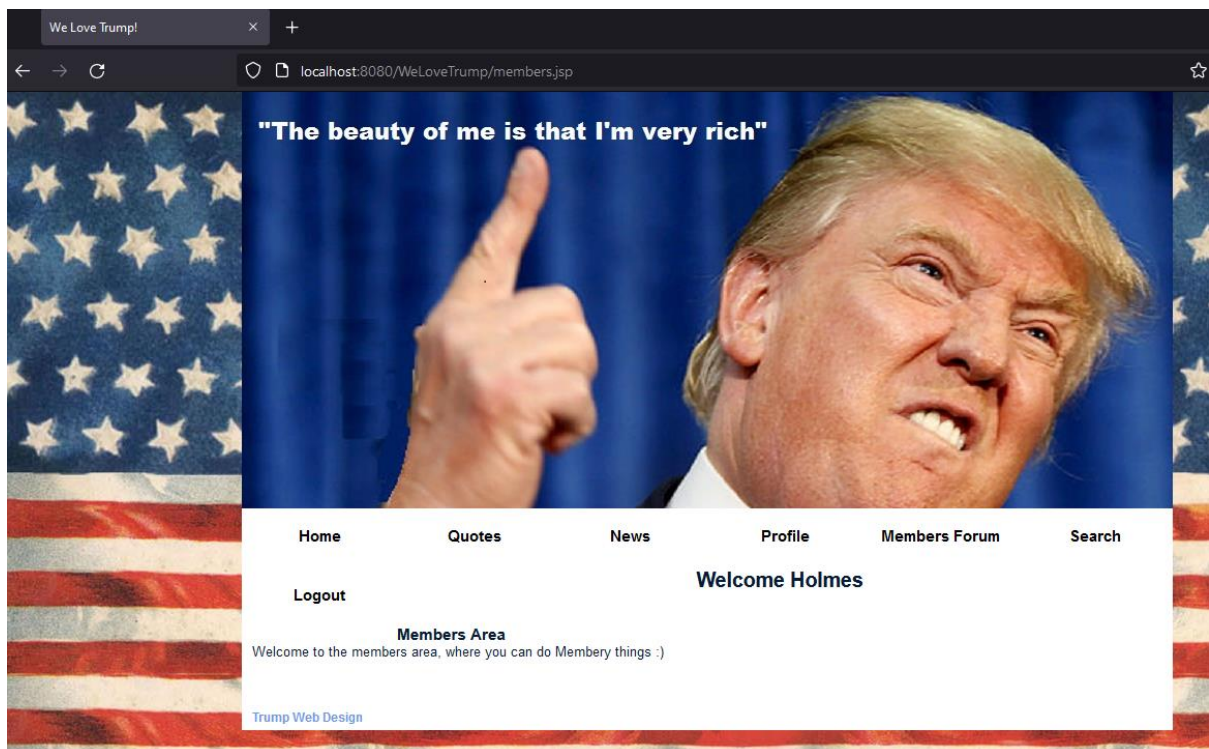 We Love Trump!
localhost:8080/WeLoveTrump/members.jsp
"The beauty of me is that I'm very rich"
Home Quotes News Profile Members Forum Search
Logout
Welcome Holmes
Members Area
Welcome to the members area, where you can do Membery things :)
Trump Web Design